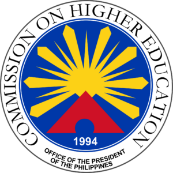 COMMISSION ON HIGHER EDUCATION
1994
OFFICE OF THE PRESIDENT
OF THE PHILIPPINES